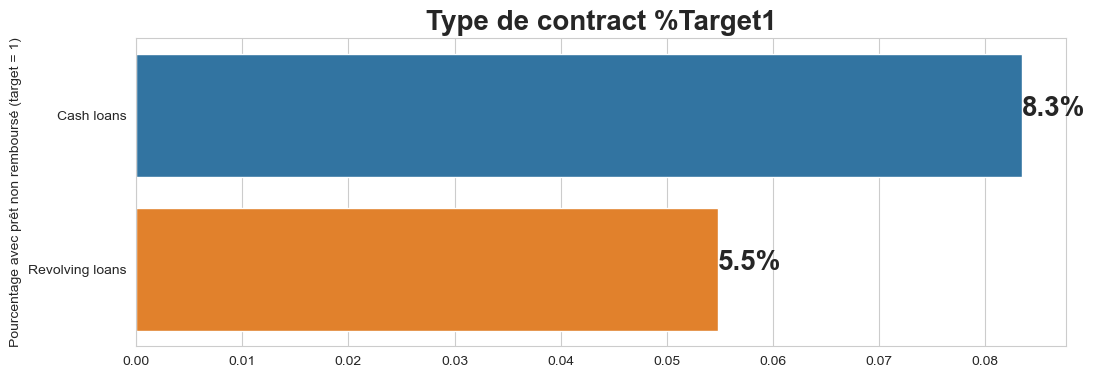 Type de contract %Target1
Pourcentage avec prêt non remboursé (target = 1)
Cash loans
8.3%
Revolving loans
5.5%
0.00 0.01 0.02 0.03 0.04 0.05 0.06 0.07 0.08